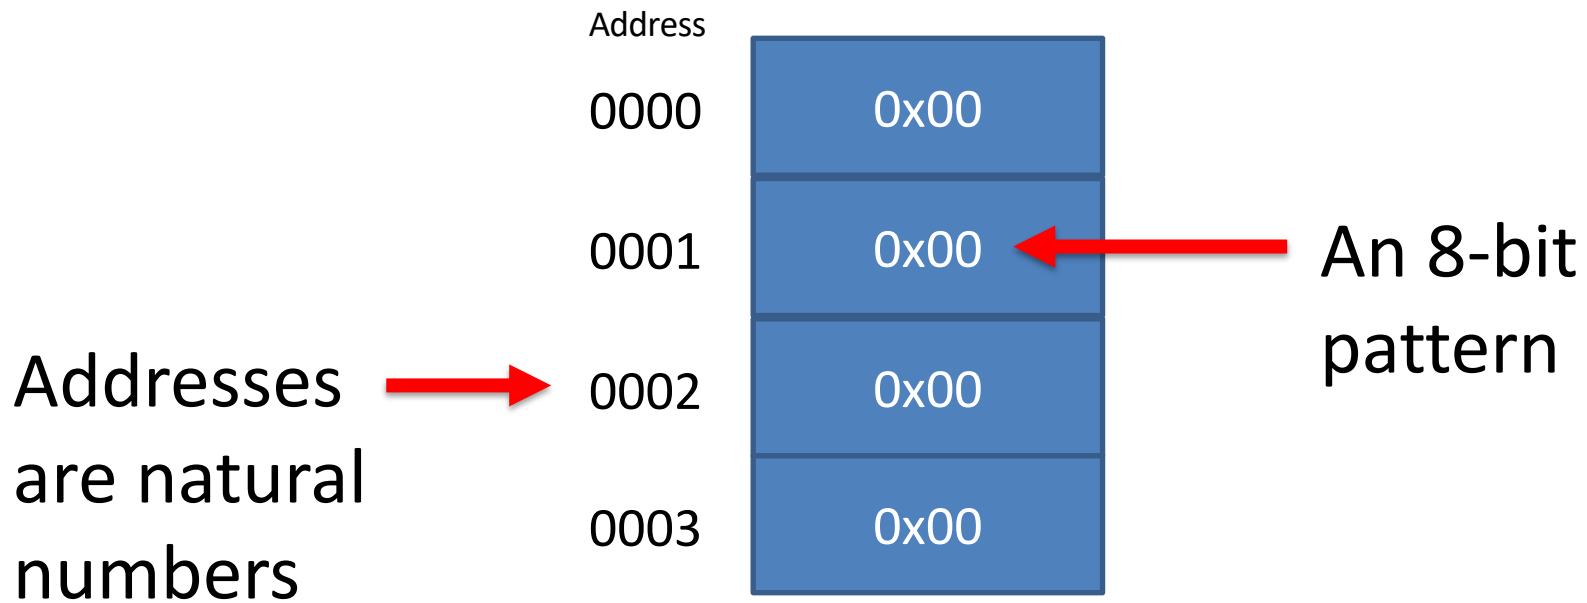 Address
0000 0x00
0001 0x00
An 8-bit
pattern
Addresses
are natural
numbers
0002 0x00
0003 0x00